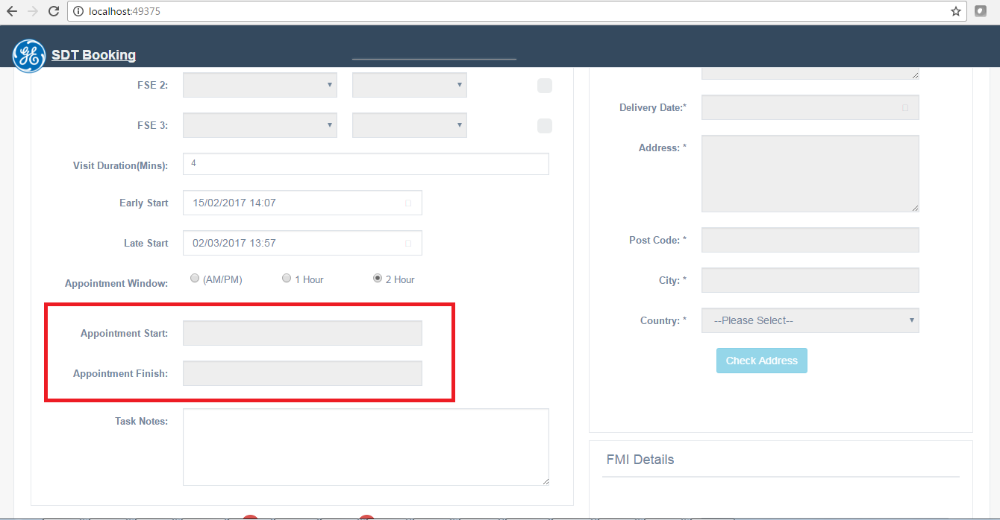 localhost:49375
SDT Booking
FSE 2:
FSE 3:
Visit Duration(Mins): 4
Early Start 15/02/2017 14:07
Late Start 02/03/2017 13:57
Appointment Window: (AM/PM) 1 Hour 2 Hour
Appointment Start:
Appointment Finish:
Task Notes:
Delivery Date:*
Address: *
Post Code: *
City: *
Country: * --Please Select--
Check Address
FMI Details